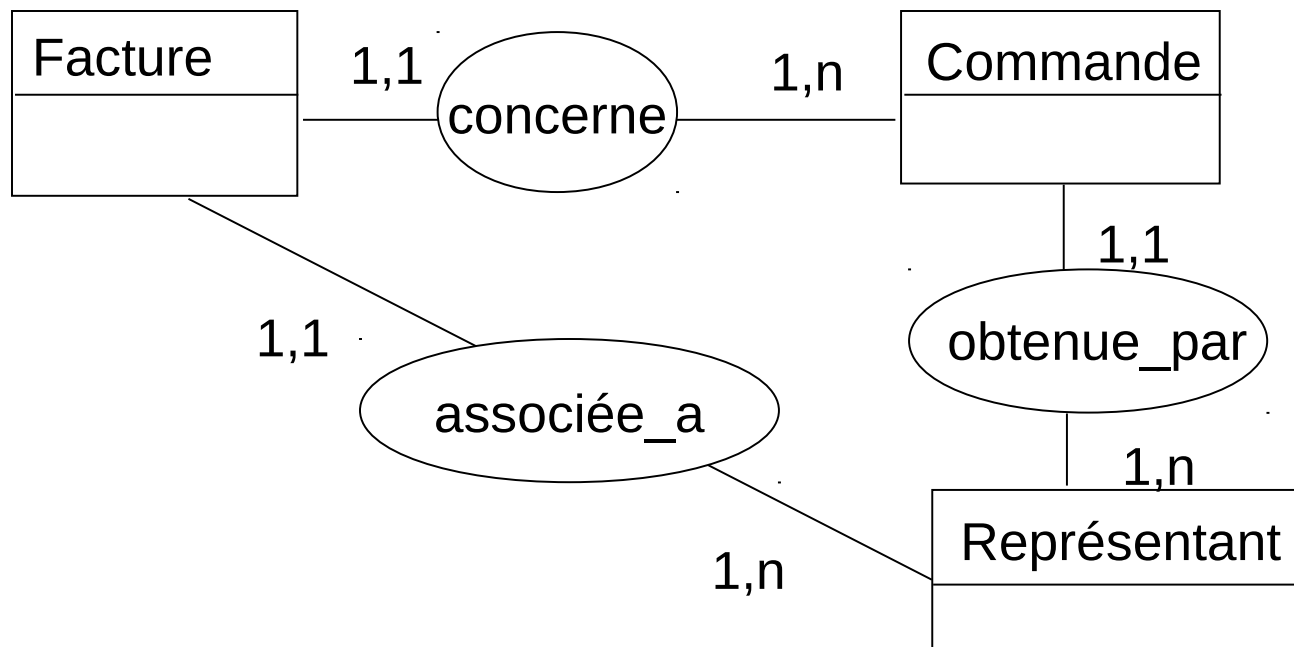 Facture
1,1
concerne
1,n
Commande
1,1
obtenue_par
1,n
Représentant
1,1
associée_a
1,n